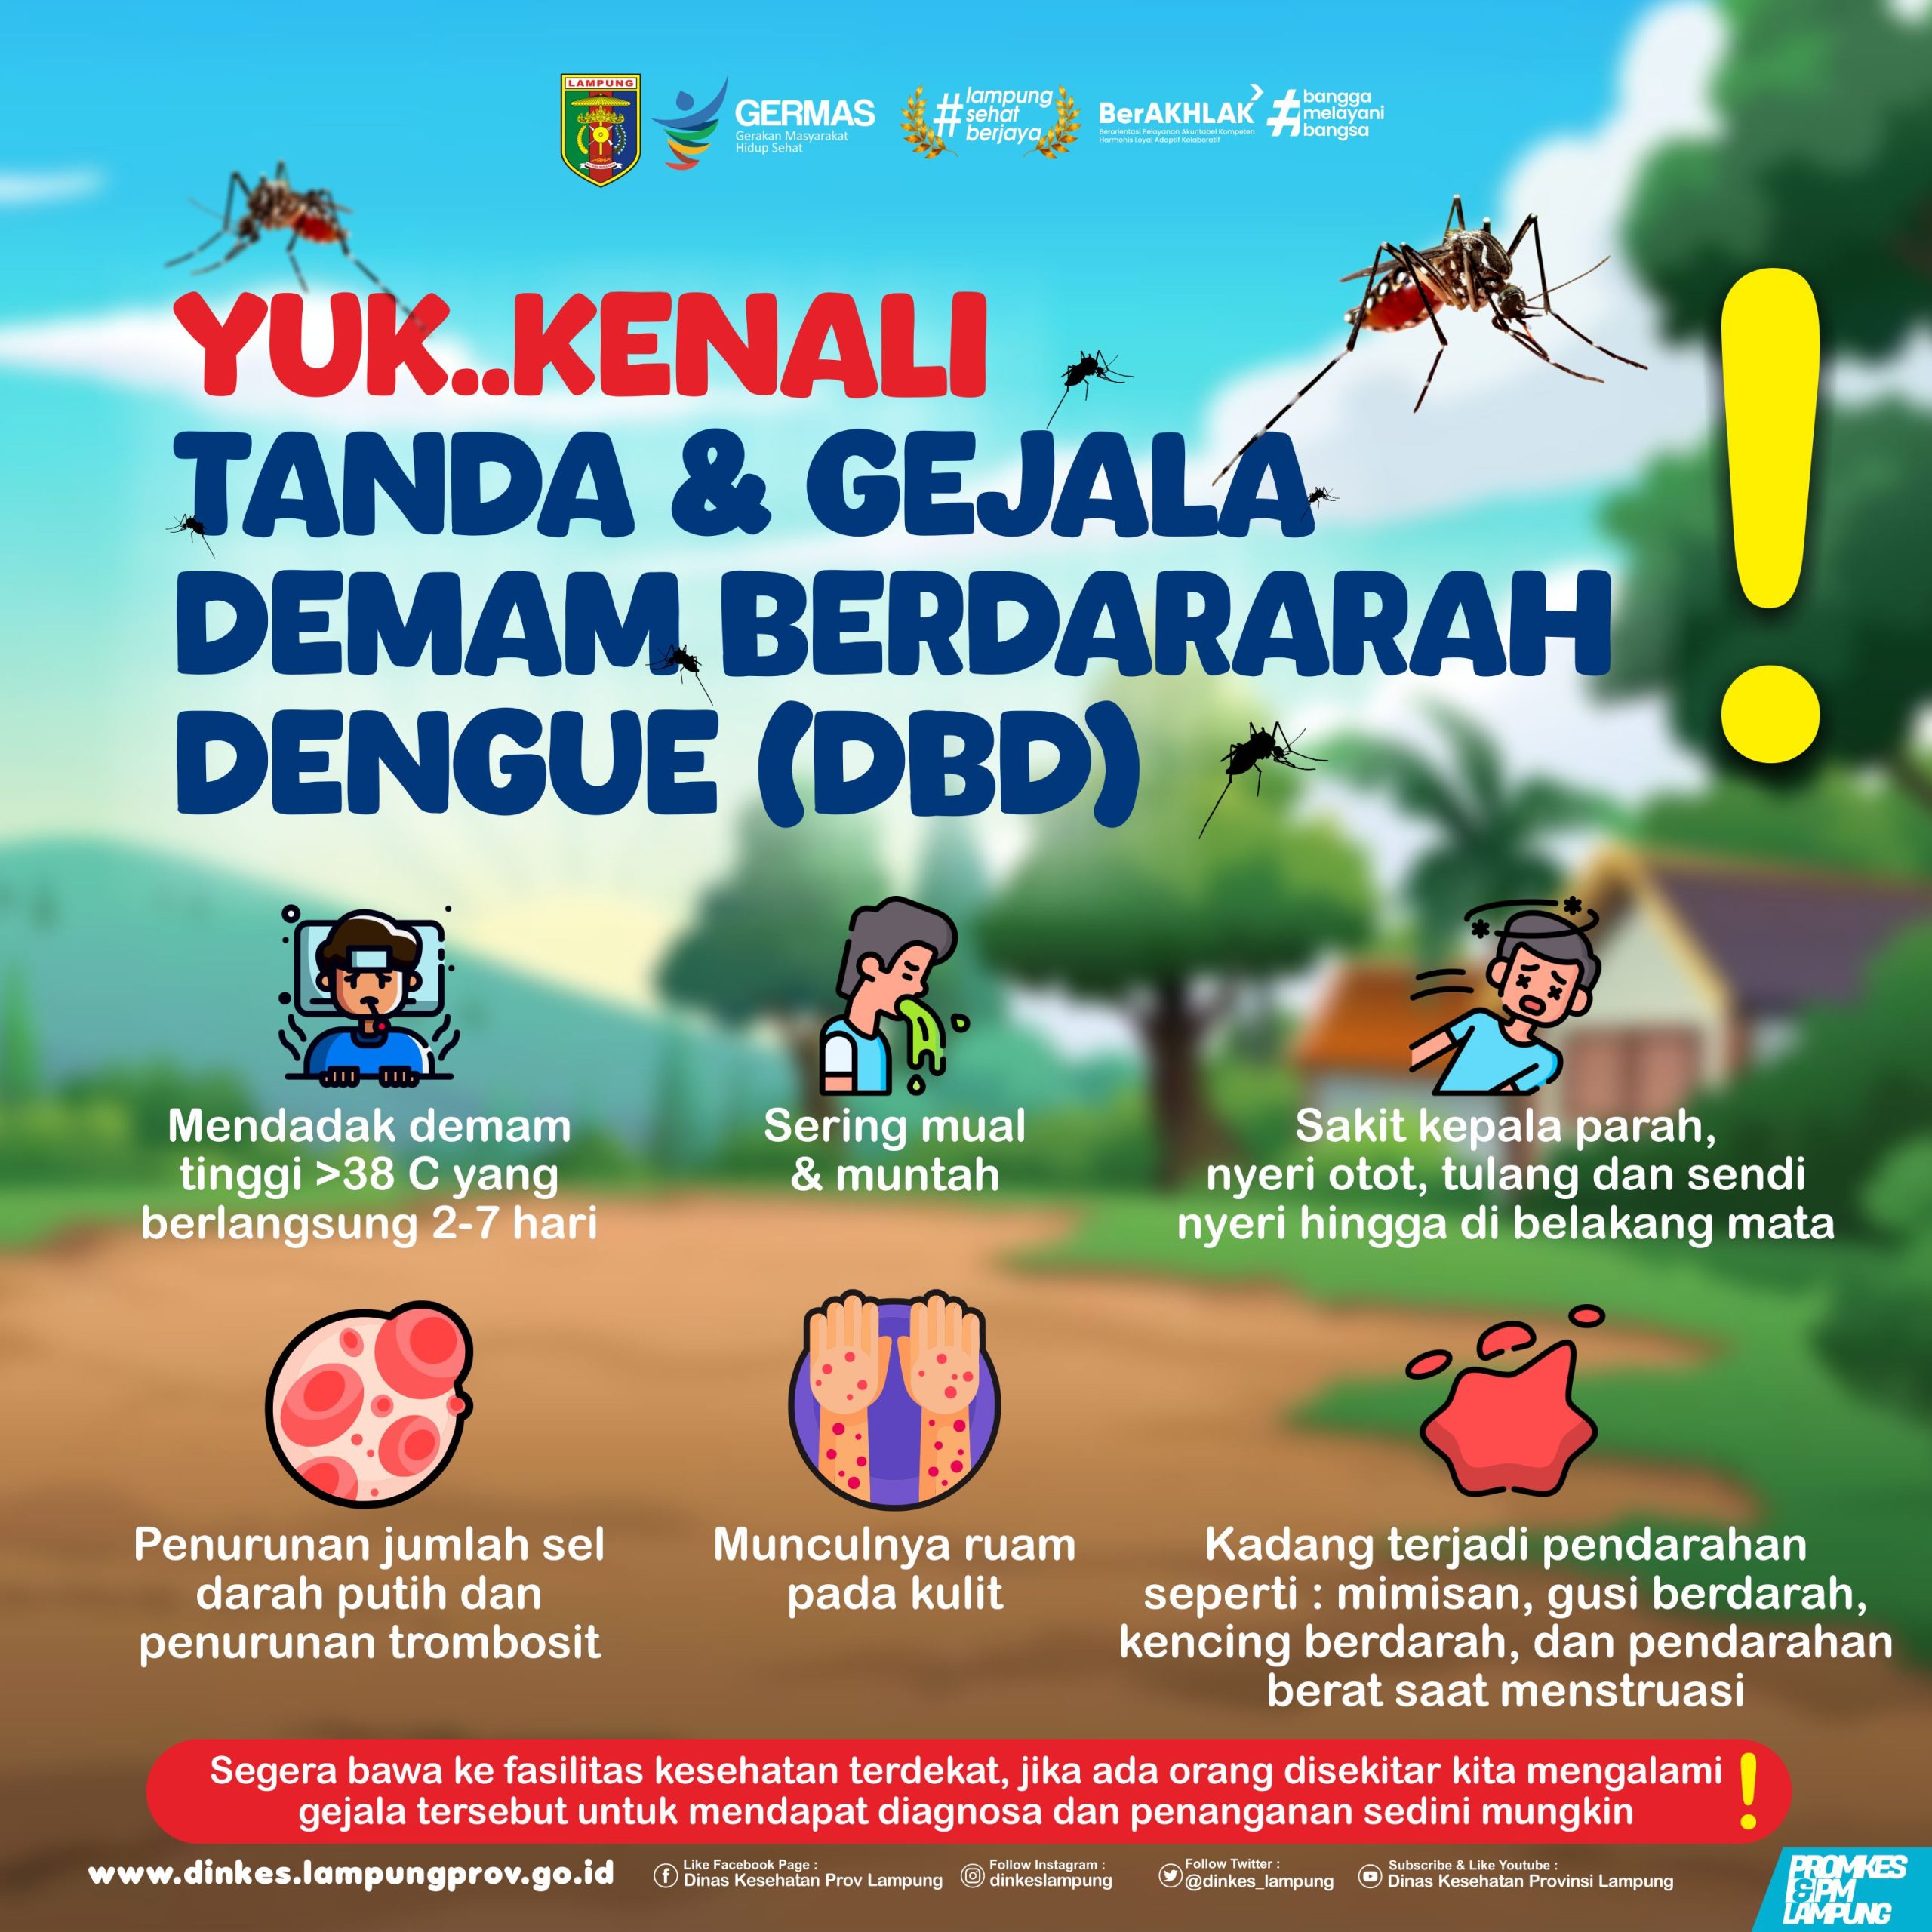 LAMPUNG
GERMAS
Gerakan Masyarakat
Hidup Sehat
#lampung
sehat
berjaya
BerAKHLAK
Berorientasi Pelayanan Akuntabel Kompeten
Harmonis Loyal Adaptif Kolaboratif
#bangga
melayani
bangsa
YUK..KENALI
TANDA & GEJALA
DEMAM BERDARARAH
DENGUE (DBD)
!
Mendadak demam
tinggi >38 C yang
berlangsung 2-7 hari
Sering mual
& muntah
Sakit kepala parah,
nyeri otot, tulang dan sendi
nyeri hingga di belakang mata
Penurunan jumlah sel
darah putih dan
penurunan trombosit
Munculnya ruam
pada kulit
Kadang terjadi pendarahan
seperti : mimisan, gusi berdarah,
kencing berdarah, dan pendarahan
berat saat menstruasi
Segera bawa ke fasilitas kesehatan terdekat, jika ada orang disekitar kita mengalami
gejala tersebut untuk mendapat diagnosa dan penanganan sedini mungkin
!
www.dinkes.lampungprov.go.id
Like Facebook Page :
Dinas Kesehatan Prov Lampung
Follow Instagram :
dinkeslampung
Follow Twitter :
@dinkes_lampung
Subscribe & Like Youtube :
Dinas Kesehatan Provinsi Lampung
PROMKES
&PM
LAMPUNG